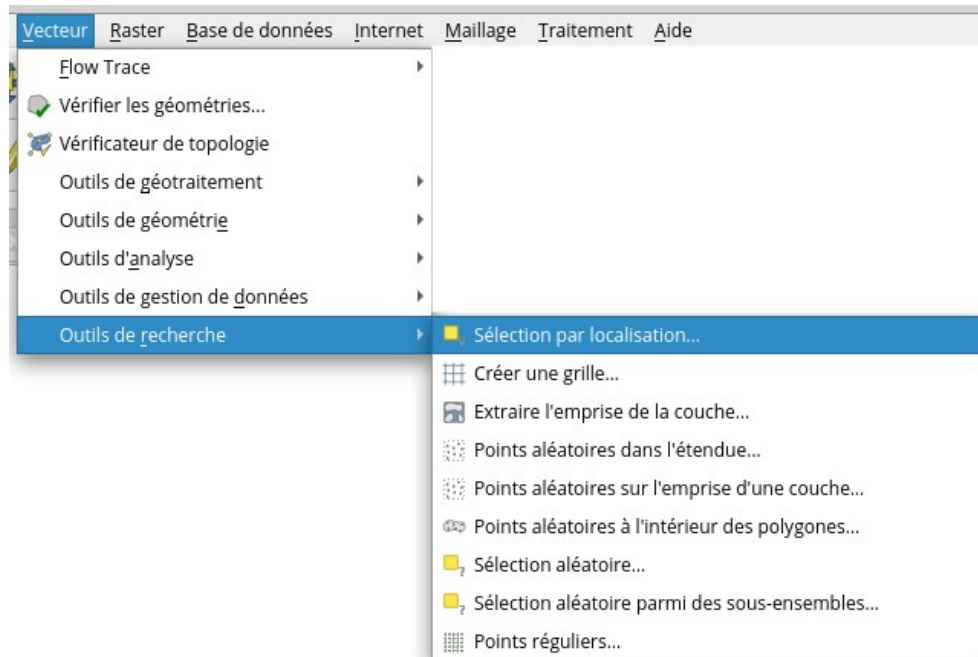 Vecteur Raster Base de données Internet Maillage Traitement Aide
Flow Trace
Vérifier les géométries...
Vérificateur de topologie
Outils de géotraitement
Outils de géométrie
Outils d'analyse
Outils de gestion de données
Outils de recherche
Sélection par localisation...
Créer une grille...
Extraire l'emprise de la couche...
Points aléatoires dans l'étendue...
Points aléatoires sur l'emprise d'une couche...
Points aléatoires à l'intérieur des polygones...
Sélection aléatoire...
Sélection aléatoire parmi des sous-ensembles...
Points réguliers...